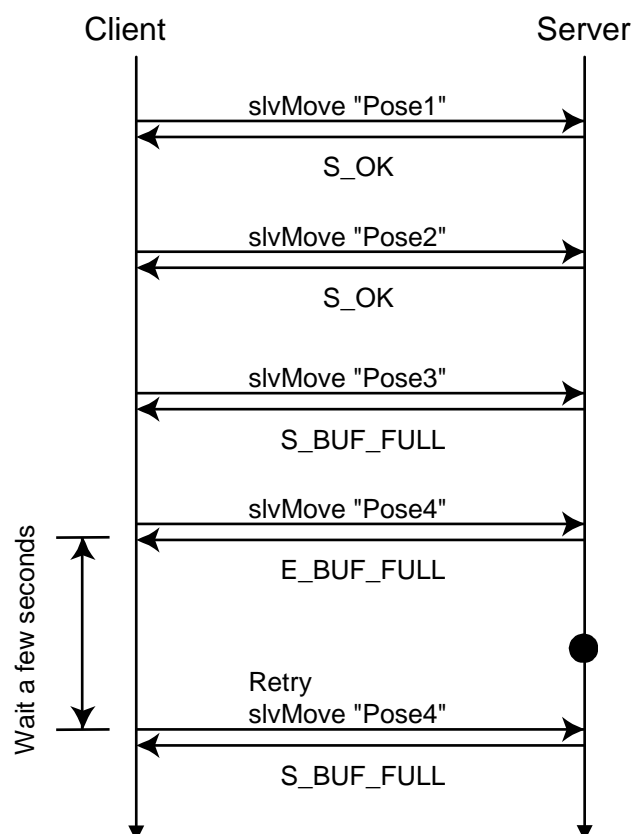 Client
Server
slvMove "Pose1"
S_OK
slvMove "Pose2"
S_OK
slvMove "Pose3"
S_BUF_FULL
slvMove "Pose4"
E_BUF_FULL
Wait a few seconds
Retry
slvMove "Pose4"
S_BUF_FULL